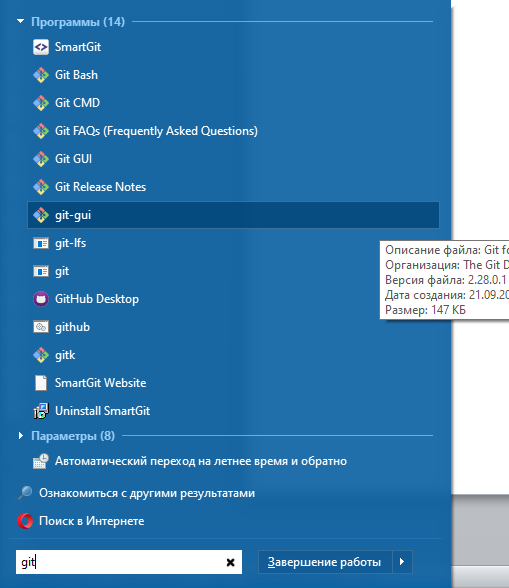 Программы (14)
SmartGit
Git Bash
Git CMD
Git FAQs (Frequently Asked Questions)
Git GUI
Git Release Notes
git-gui
git-lfs
git
GitHub Desktop
github
gitk
SmartGit Website
Uninstall SmartGit
Описание файла: Git fo
Организация: The Git D
Версия файла: 2.28.0.1
Дата создания: 21.09.20
Размер: 147 КБ
Параметры (8)
Автоматический переход на летнее время и обратно
Ознакомиться с другими результатами
Поиск в Интернете
git
Завершение работы